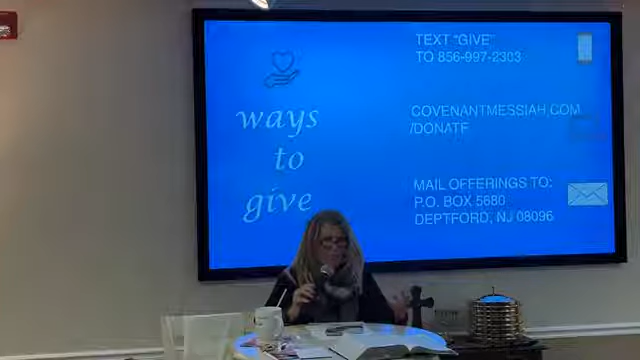 ways
to
give
TEXT "GIVE"
TO 856-997-2303
COVENANTMESSIAH.COM
/DONATE
MAIL OFFERINGS TO:
P.O. BOX 5680
DEPTFORD, NJ 08096